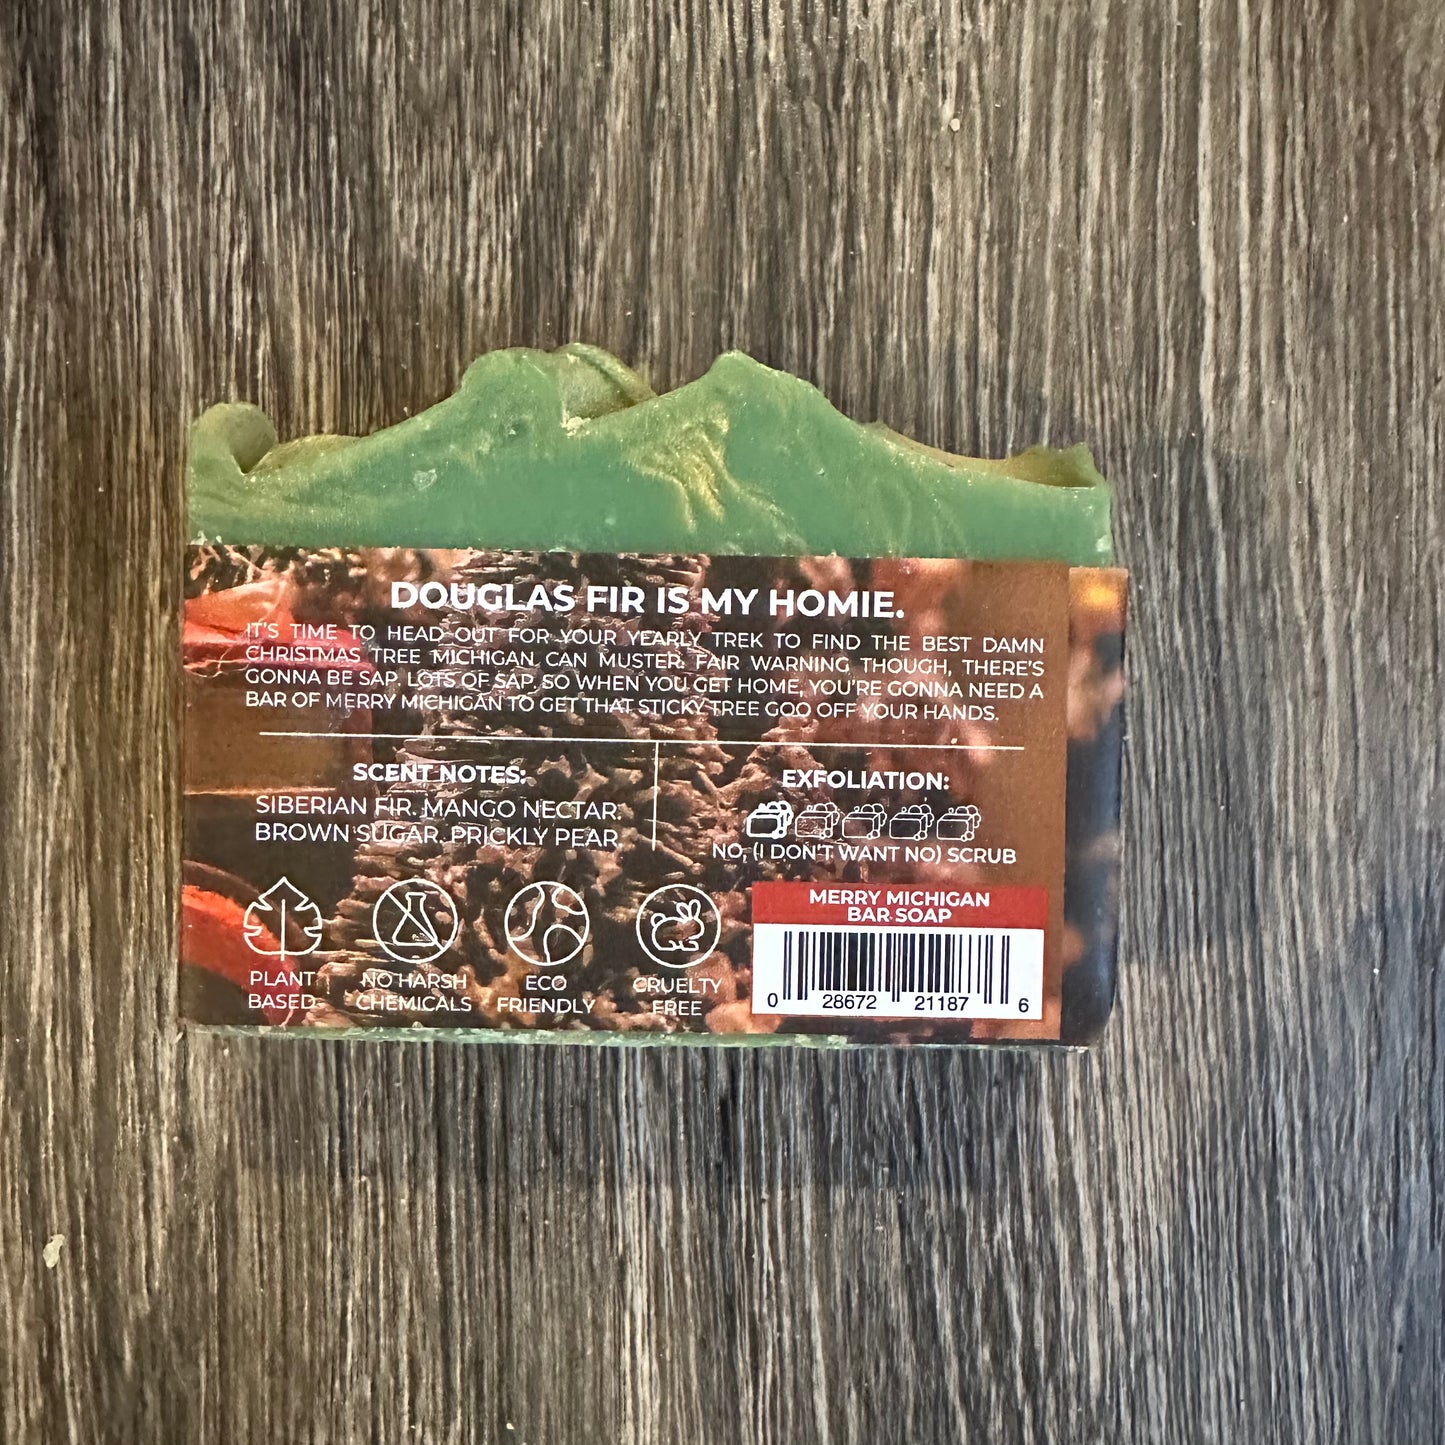 DOUGLAS FIR IS MY HOMIE.
IT'S TIME TO HEAD OUT FOR YOUR YEARLY TREK TO FIND THE BEST DAMN
CHRISTMAS TREE MICHIGAN CAN MUSTER. FAIR WARNING THOUGH, THERE'S
GONNA BE SAP. LOTS OF SAP. SO WHEN YOU GET HOME, YOU'RE GONNA NEED A
BAR OF MERRY MICHIGAN TO GET THAT STICKY TREE GOO OFF YOUR HANDS.
SCENT NOTES:
SIBERIAN FIR. MANGO NECTAR.
BROWN SUGAR. PRICKLY PEAR.
EXFOLIATION:
NO, (I DON'T WANT NO) SCRUB
PLANT
BASED
NO HARSH
CHEMICALS
ECO
FRIENDLY
CRUELTY
FREE
MERRY MICHIGAN
BAR SOAP
0 28672 21187 6